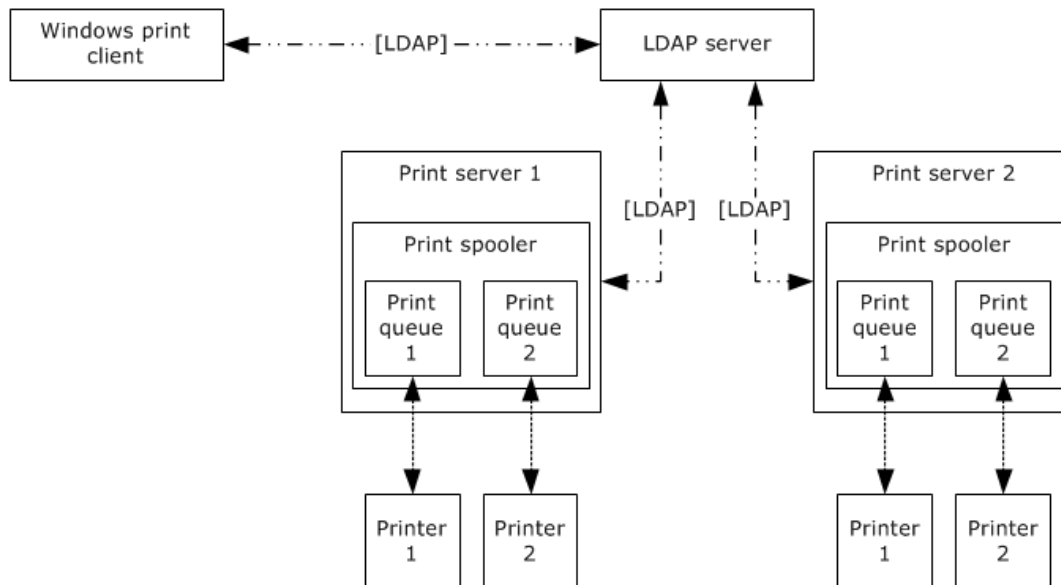 Windows print
client
[LDAP]
LDAP server
Print server 1
Print server 2
[LDAP]
[LDAP]
Print spooler
Print spooler
Print
queue
1
Print
queue
2
Print
queue
1
Print
queue
2
Printer
1
Printer
2
Printer
1
Printer
2